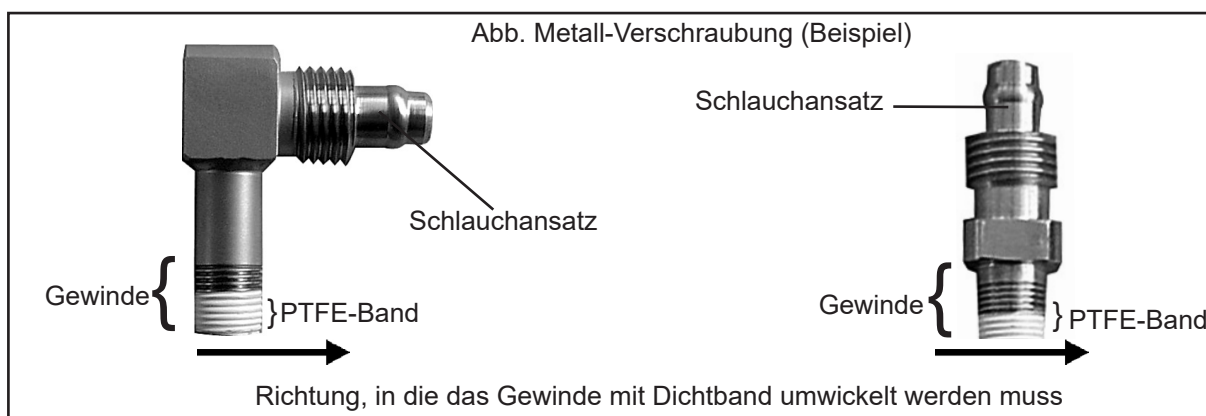 Abb. Metall-Verschraubung (Beispiel)
Schlauchansatz
Schlauchansatz
Gewinde
PTFE-Band
Gewinde
PTFE-Band
Richtung, in die das Gewinde mit Dichtband umwickelt werden muss